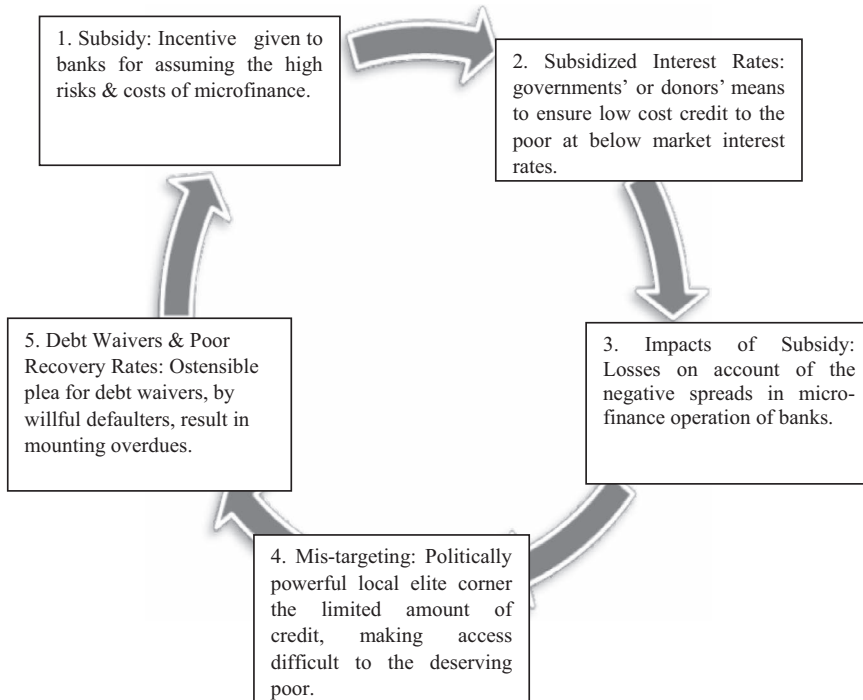 1. Subsidy: Incentive given to
banks for assuming the high
risks & costs of microfinance.
2. Subsidized Interest Rates:
governments’ or donors’ means
to ensure low cost credit to the
poor at below market interest
rates.
3. Impacts of Subsidy:
Losses on account of the
negative spreads in micro-
finance operation of banks.
4. Mis-targeting: Politically
powerful local elite corner
the limited amount of
credit, making access
difficult to the deserving
poor.
5. Debt Waivers & Poor
Recovery Rates: Ostensible
plea for debt waivers, by
willful defaulters, result in
mounting overdues.